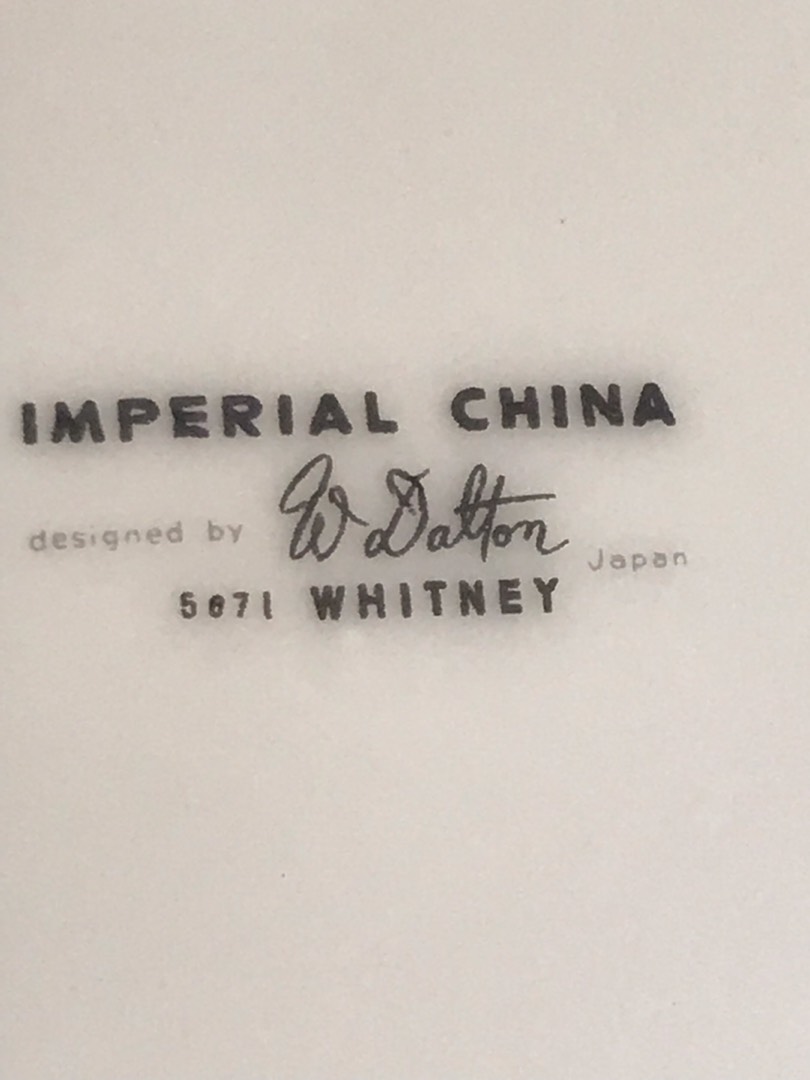 IMPERIAL CHINA
designed by W Dalton Japan
5671 WHITNEY